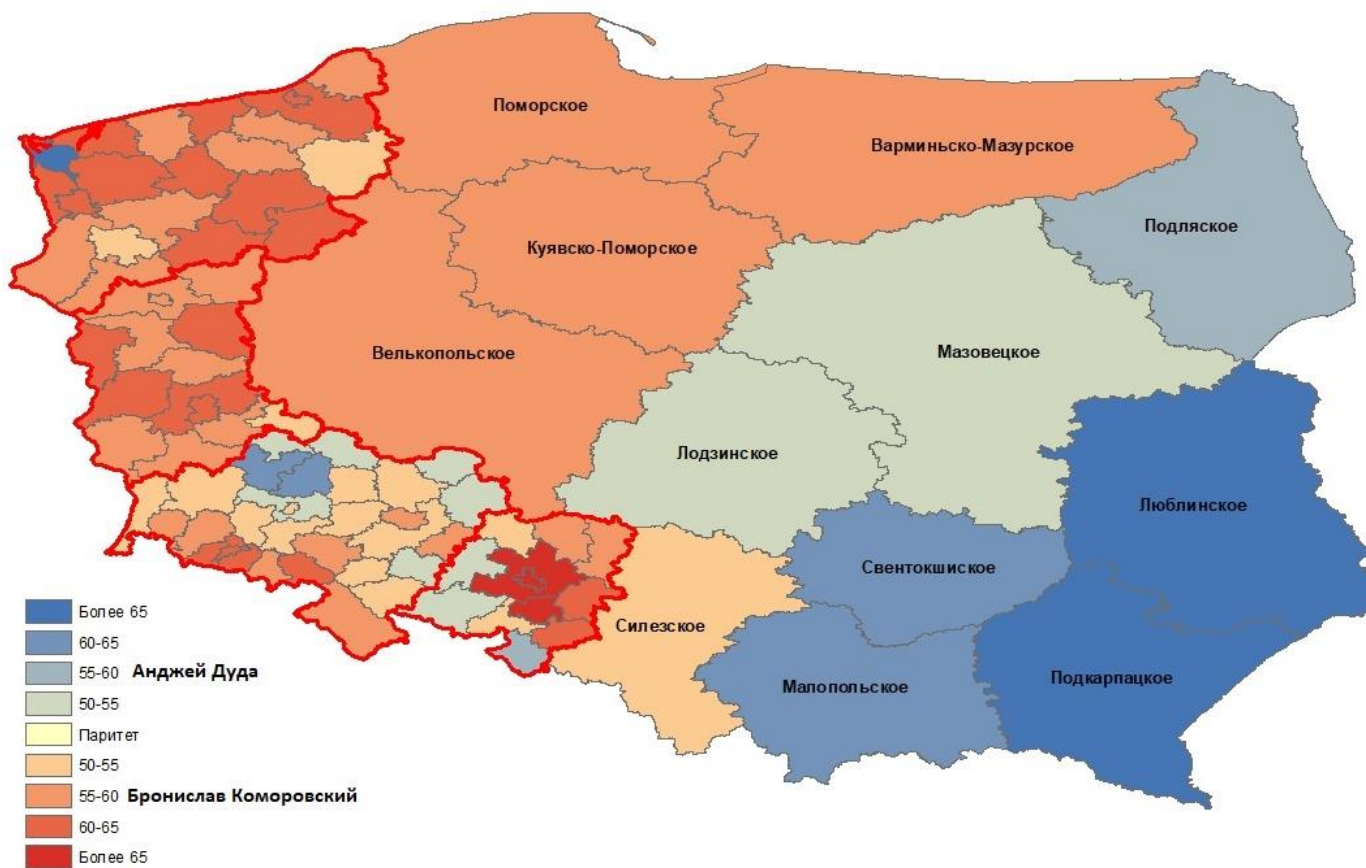 Поморское
Варминьско-Мазурское
Подляское
Куявско-Поморское
Велькопольское
Мазовецкое
Лодзинское
Люблинское
Свентокшиское
Силезское
Малопольское
Подкарпацкое
Более 65
60-65
55-60 Анджей Дуда
50-55
Паритет
50-55
55-60 Бронислав Коморовский
60-65
Более 65